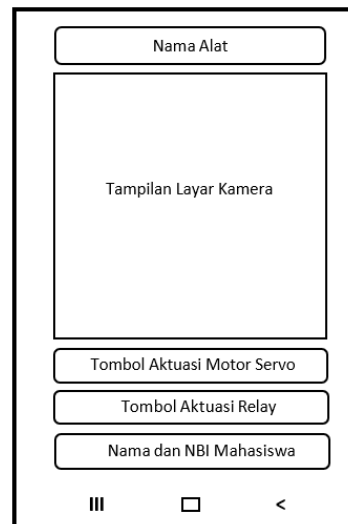 Nama Alat
Tampilan Layar Kamera
Tombol Aktuasi Motor Servo
Tombol Aktuasi Relay
Nama dan NBI Mahasiswa